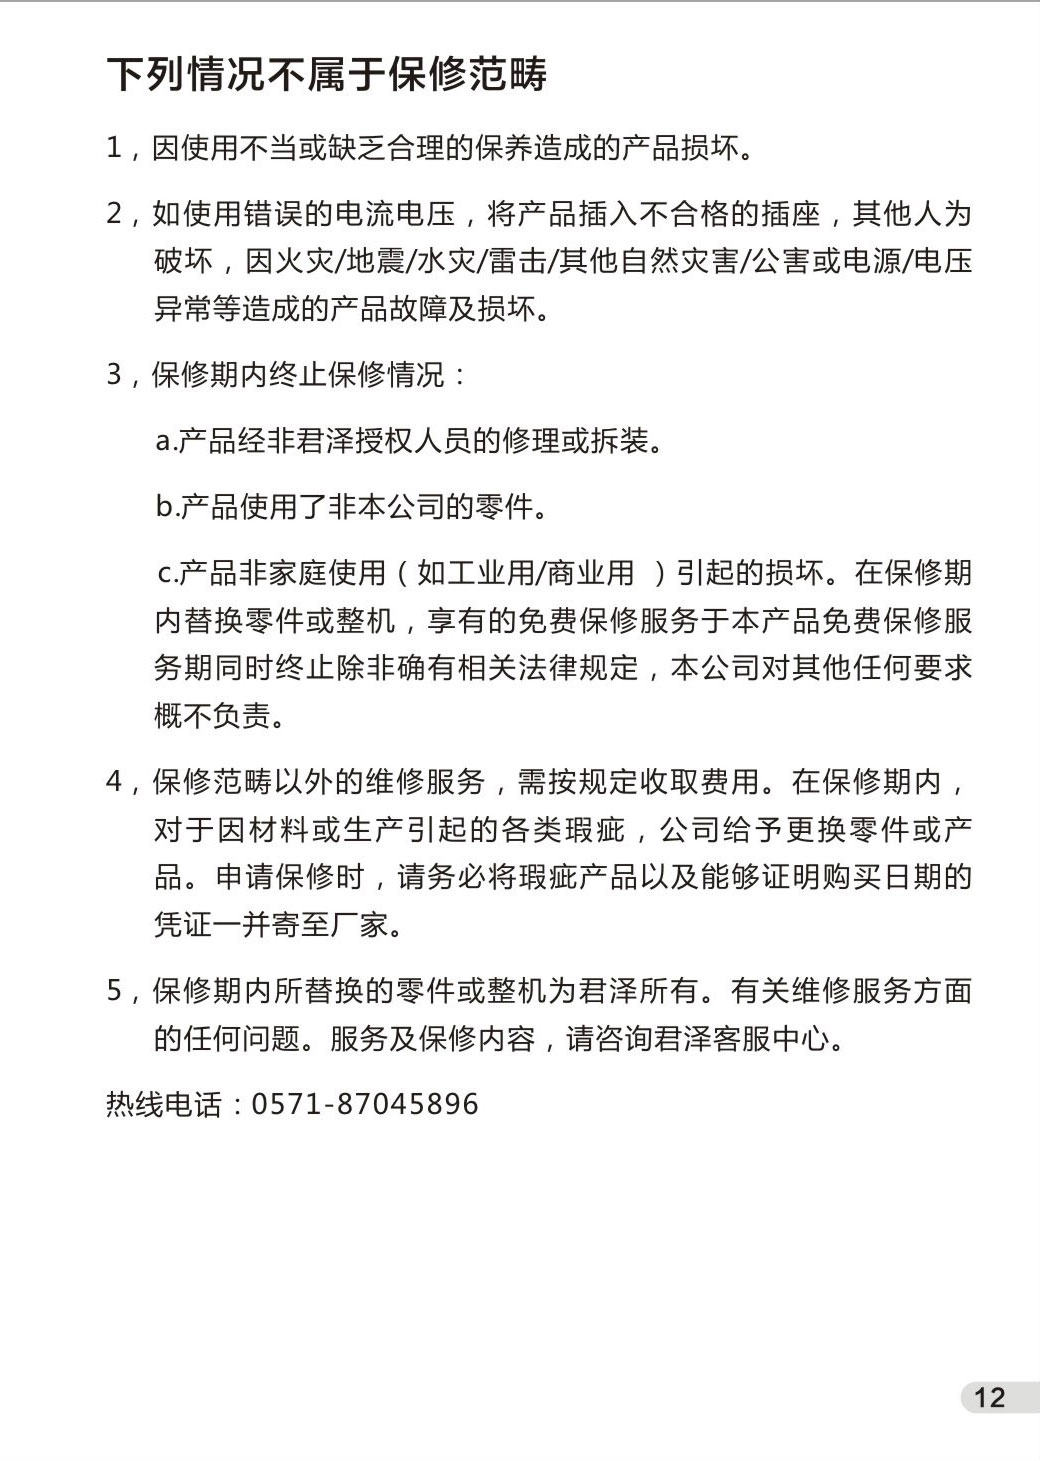 下列情况不属于保修范畴
1，因使用不当或缺乏合理的保养造成的产品损坏。
2，如使用错误的电流电压，将产品插入不合格的插座，其他人为
破坏，因火灾/地震/水灾/雷击/其他自然灾害/公害或电源/电压
异常等造成的产品故障及损坏。
3，保修期内终止保修情况：
a.产品经非君泽授权人员的修理或拆装。
b.产品使用了非本公司的零件。
c.产品非家庭使用（如工业用/商业用 ）引起的损坏。在保修期
内替换零件或整机，享有的免费保修服务于本产品免费保修服
务期同时终止除非确有相关法律规定，本公司对其他任何要求
概不负责。
4，保修范畴以外的维修服务，需按规定收取费用。在保修期内，
对于因材料或生产引起的各类瑕疵，公司给予更换零件或产
品。申请保修时，请务必将瑕疵产品以及能够证明购买日期的
凭证一并寄至厂家。
5，保修期内所替换的零件或整机为君泽所有。有关维修服务方面
的任何问题。服务及保修内容，请咨询君泽客服中心。
热线电话：0571-87045896
12